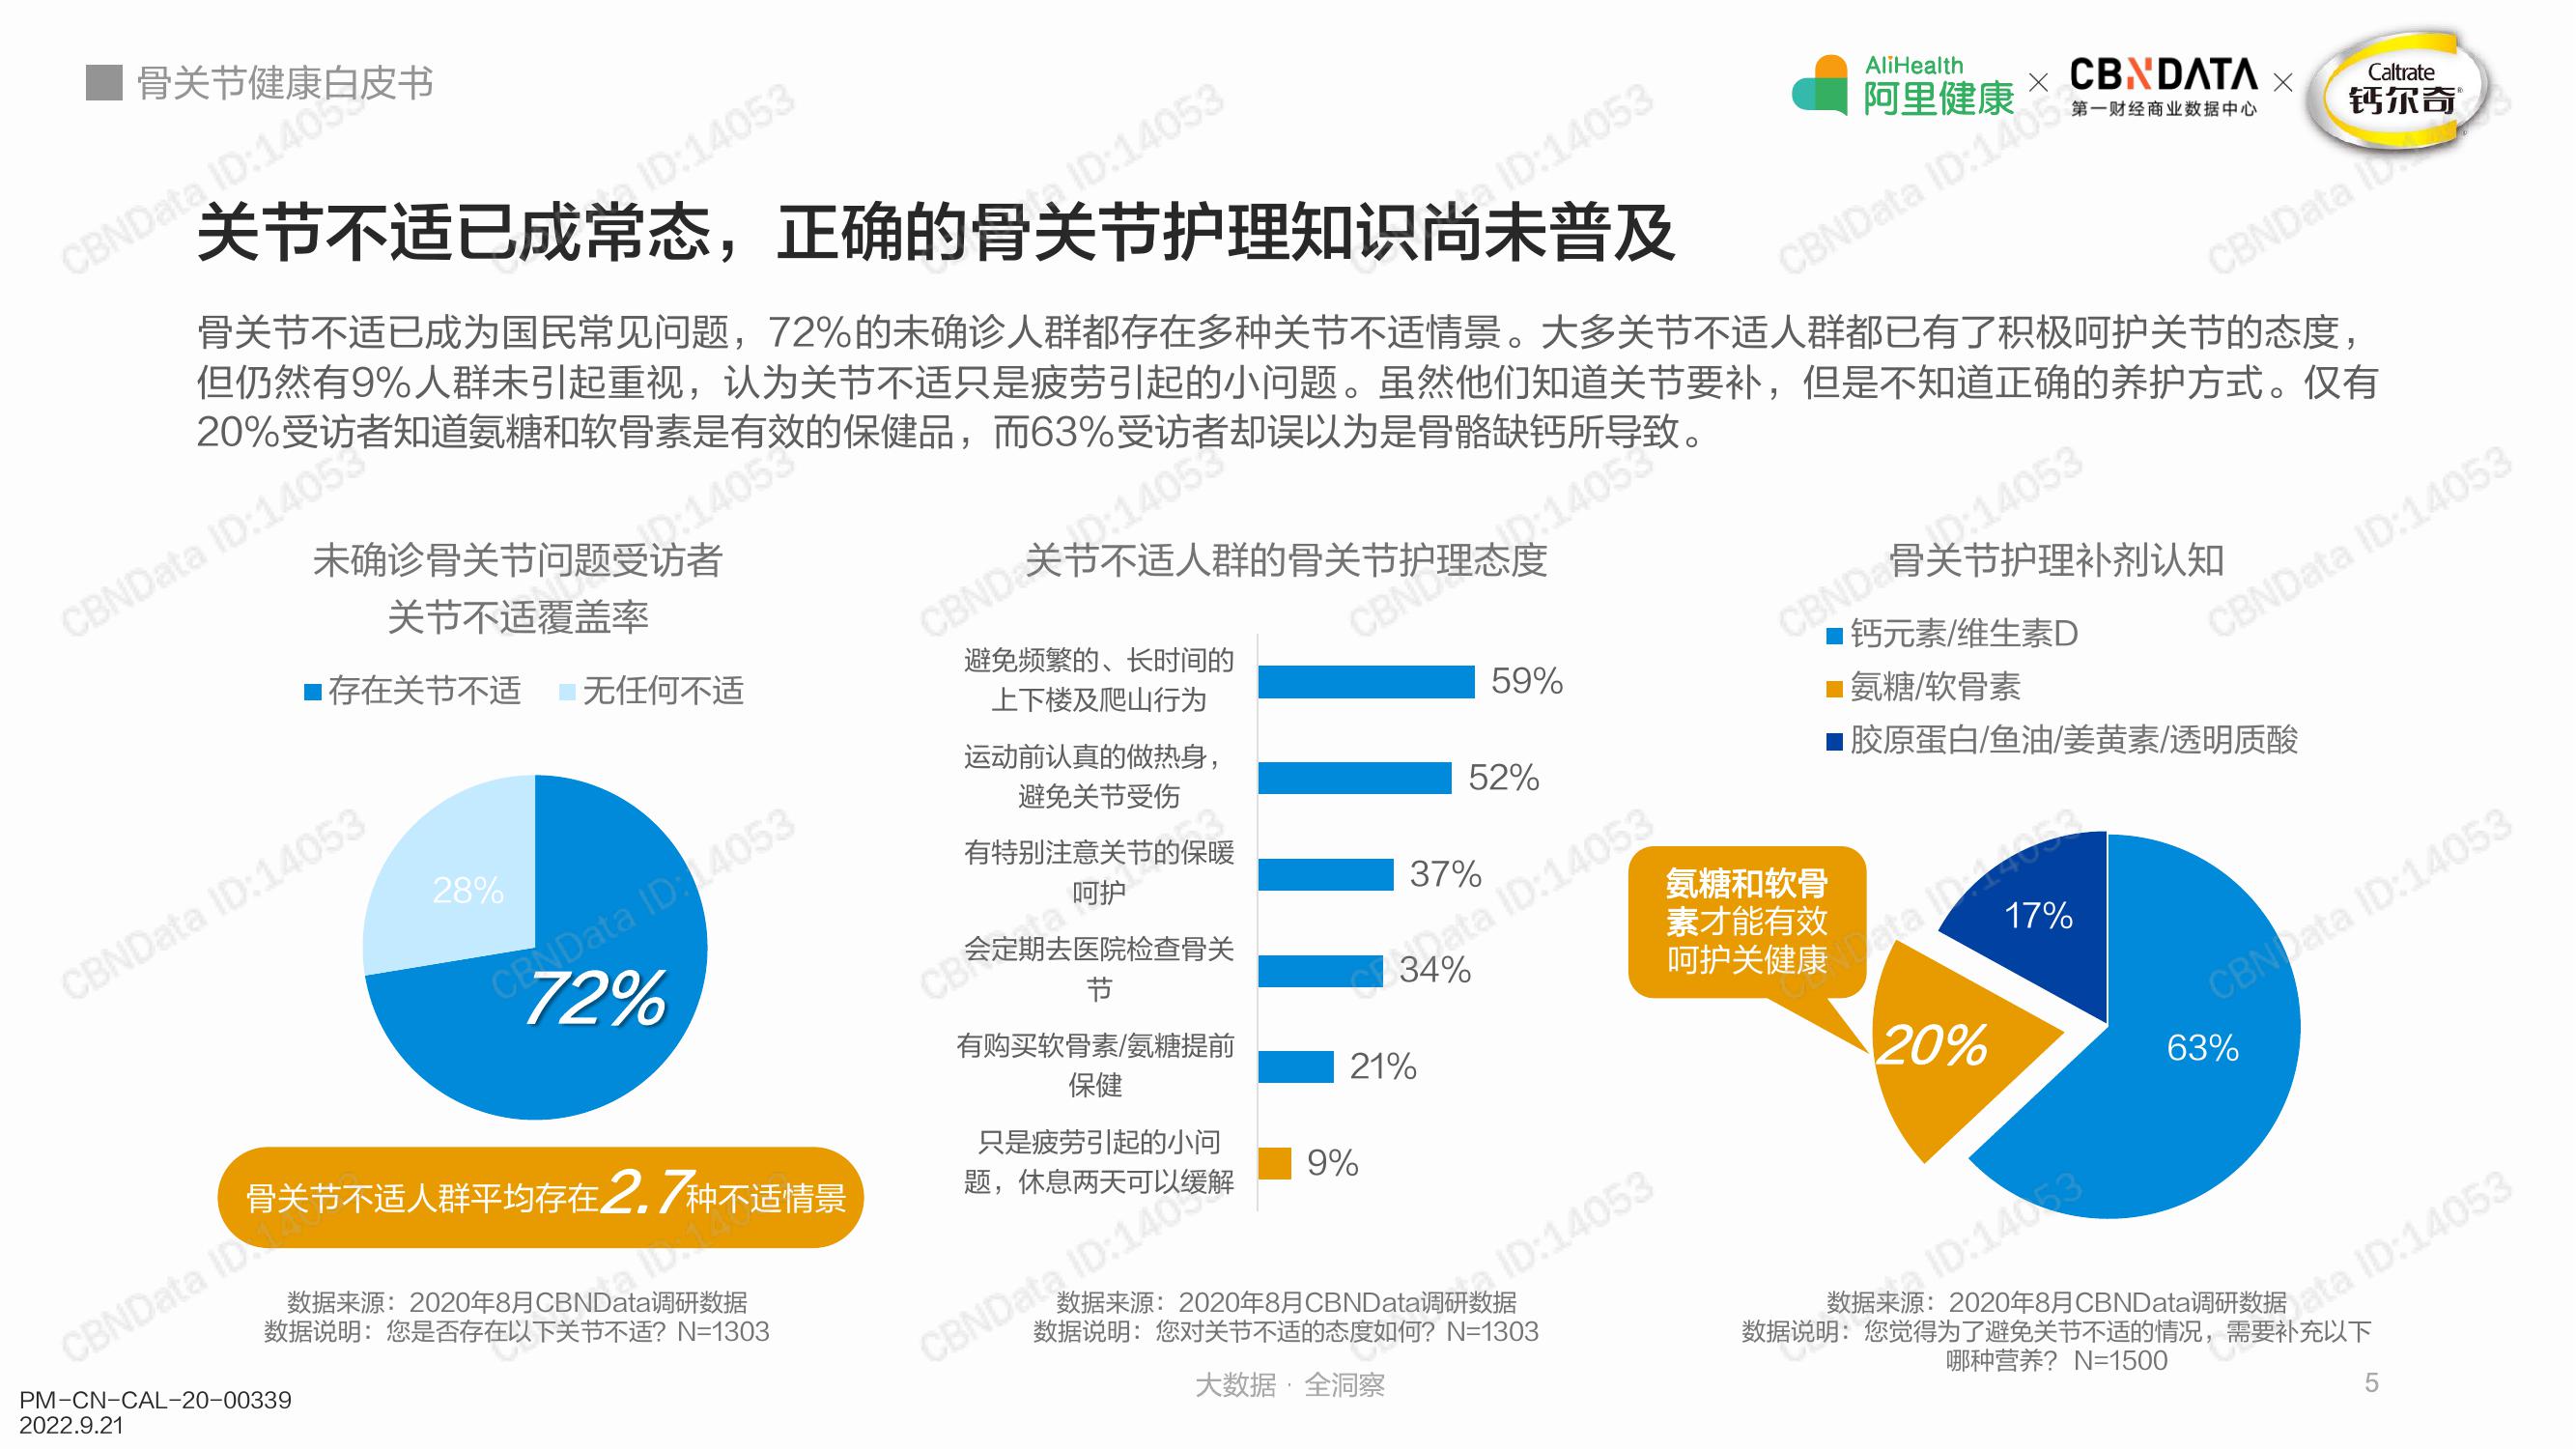 骨关节健康白皮书
AliHealth
阿里健康
×
CBNDATA
第一财经商业数据中心
×
Caltrate
钙尔奇®
关节不适已成常态，正确的骨关节护理知识尚未普及
骨关节不适已成为国民常见问题，72%的未确诊人群都存在多种关节不适情景。大多关节不适人群都已有了积极呵护关节的态度，
但仍然有9%人群未引起重视，认为关节不适只是疲劳引起的小问题。虽然他们知道关节要补，但是不知道正确的养护方式。仅有
20%受访者知道氨糖和软骨素是有效的保健品，而63%受访者却误以为是骨骼缺钙所导致。
未确诊骨关节问题受访者
关节不适覆盖率
存在关节不适 无任何不适
28%
72%
骨关节不适人群平均存在2.7种不适情景
数据来源：2020年8月CBNData调研数据
数据说明：您是否存在以下关节不适？N=1303
关节不适人群的骨关节护理态度
避免频繁的、长时间的
上下楼及爬山行为
59%
运动前认真的做热身，
避免关节受伤
52%
有特别注意关节的保暖
呵护
37%
会定期去医院检查骨关
节
34%
有购买软骨素/氨糖提前
保健
21%
只是疲劳引起的小问
题，休息两天可以缓解
9%
数据来源：2020年8月CBNData调研数据
数据说明：您对关节不适的态度如何？N=1303
骨关节护理补剂认知
钙元素/维生素D
氨糖/软骨素
胶原蛋白/鱼油/姜黄素/透明质酸
氨糖和软骨
素才能有效
呵护关健康
17%
20%
63%
数据来源：2020年8月CBNData调研数据
数据说明：您觉得为了避免关节不适的情况，需要补充以下
哪种营养？ N=1500
大数据 · 全洞察
5
PM-CN-CAL-20-00339
2022.9.21
CBNData ID:14053